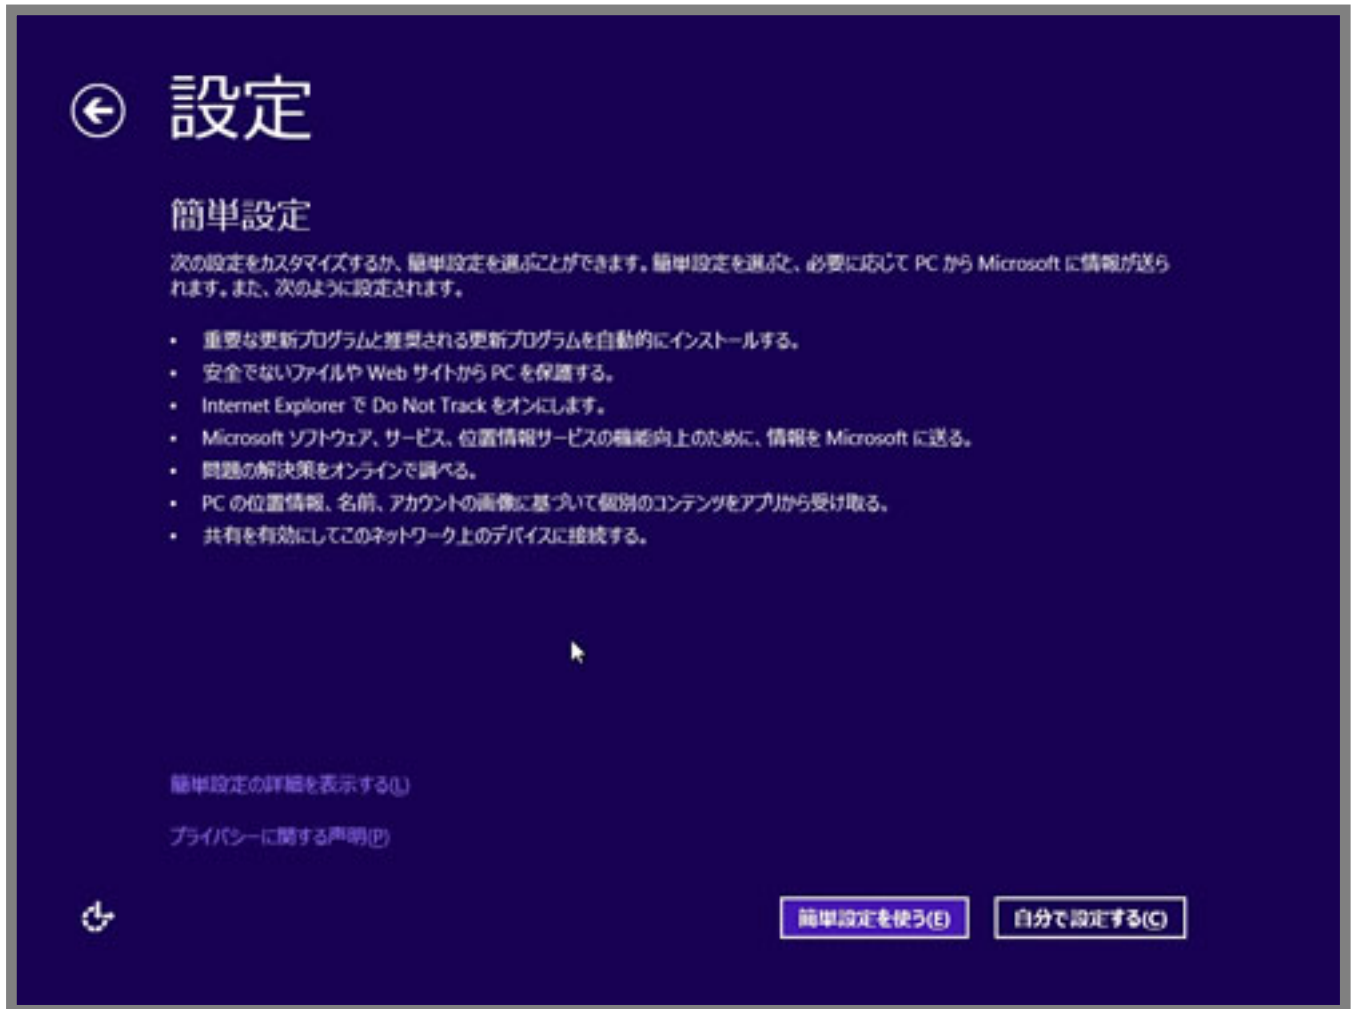 設定
簡単設定
次の設定をカスタマイズするか、簡単設定を選ぶことができます。簡単設定を選ぶと、必要に応じて PC から Microsoft に情報が送ら
れます。また、次のように設定されます。
• 重要な更新プログラムと推奨される更新プログラムを自動的にインストールする。
• 安全でないファイルや Web サイトから PC を保護する。
• Internet Explorer で Do Not Track をオンにします。
• Microsoft ソフトウェア、サービス、位置情報サービスの機能向上のために、情報を Microsoft に送る。
• 問題の解決策をオンラインで調べる。
• PC の位置情報、名前、アカウントの画像に基づいて個別のコンテンツをアプリから受け取る。
• 共有を有効にしてこのネットワーク上のデバイスに接続する。
簡単設定の詳細を表示する(L)
プライバシーに関する声明(P)
簡単設定を使う(E)
自分で設定する(C)